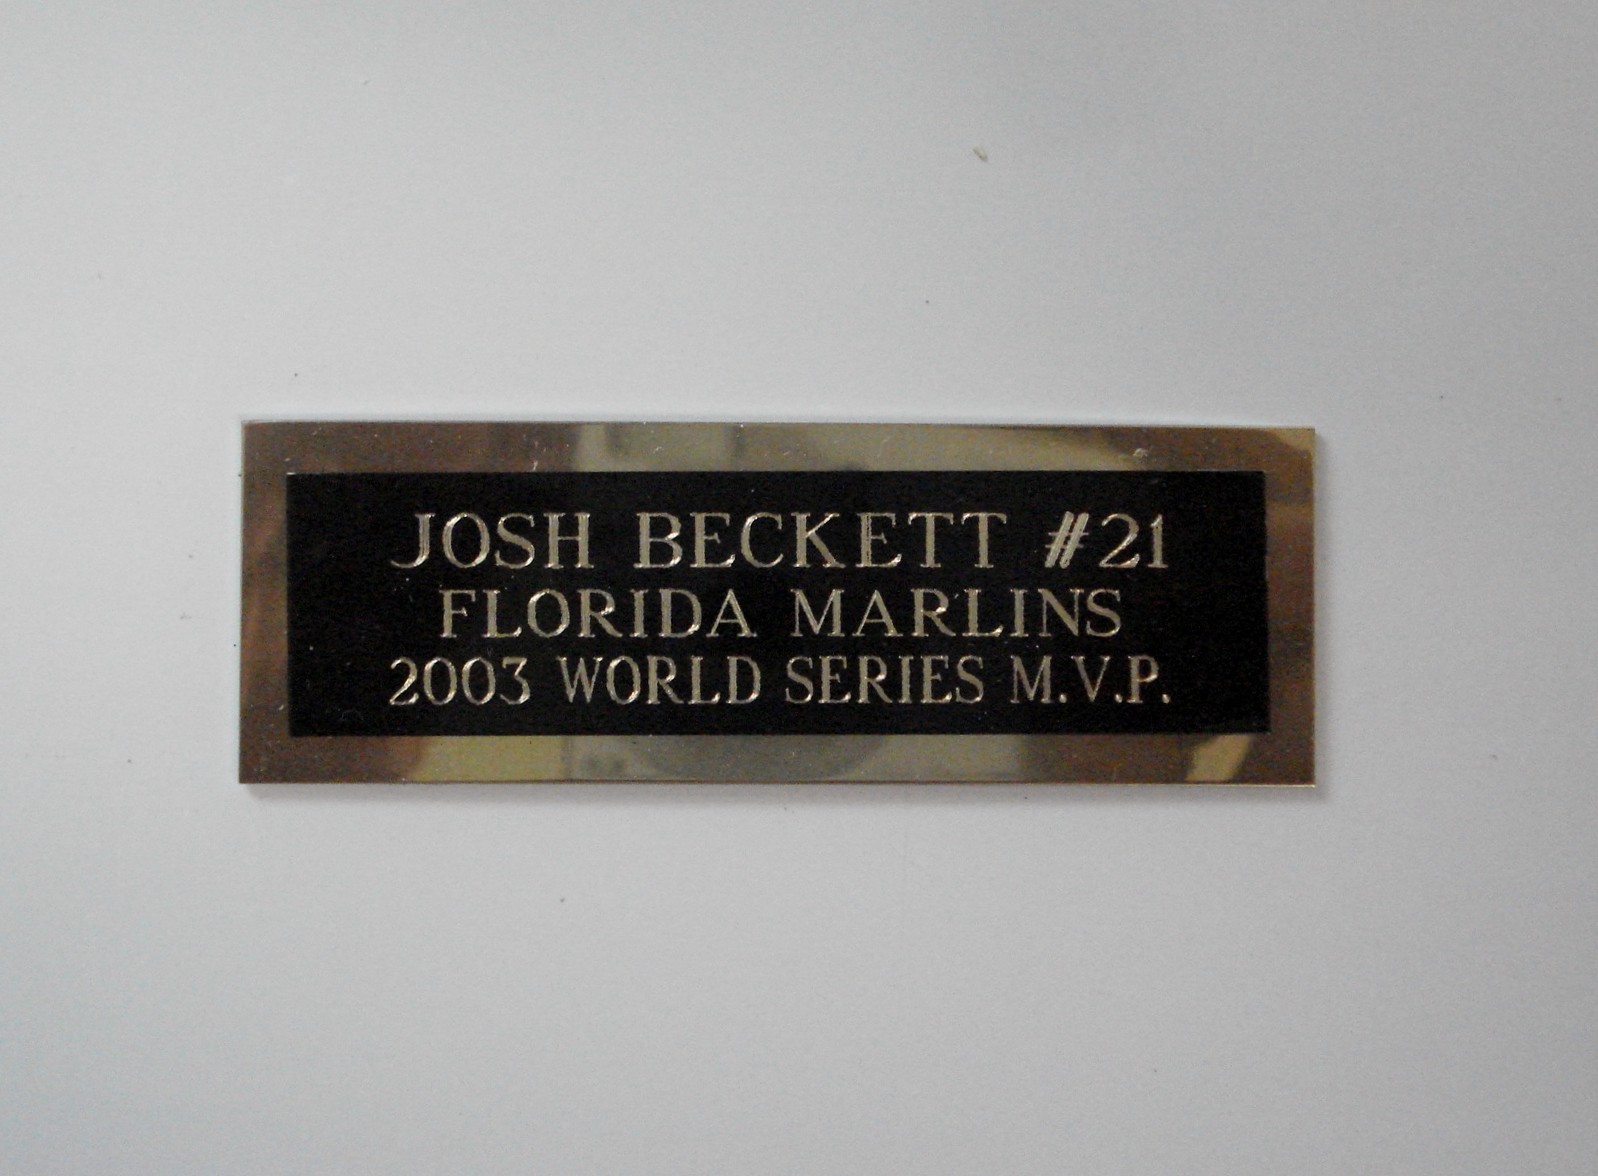 JOSH BECKETT #21
FLORIDA MARLINS
2003 WORLD SERIES M.V.P.